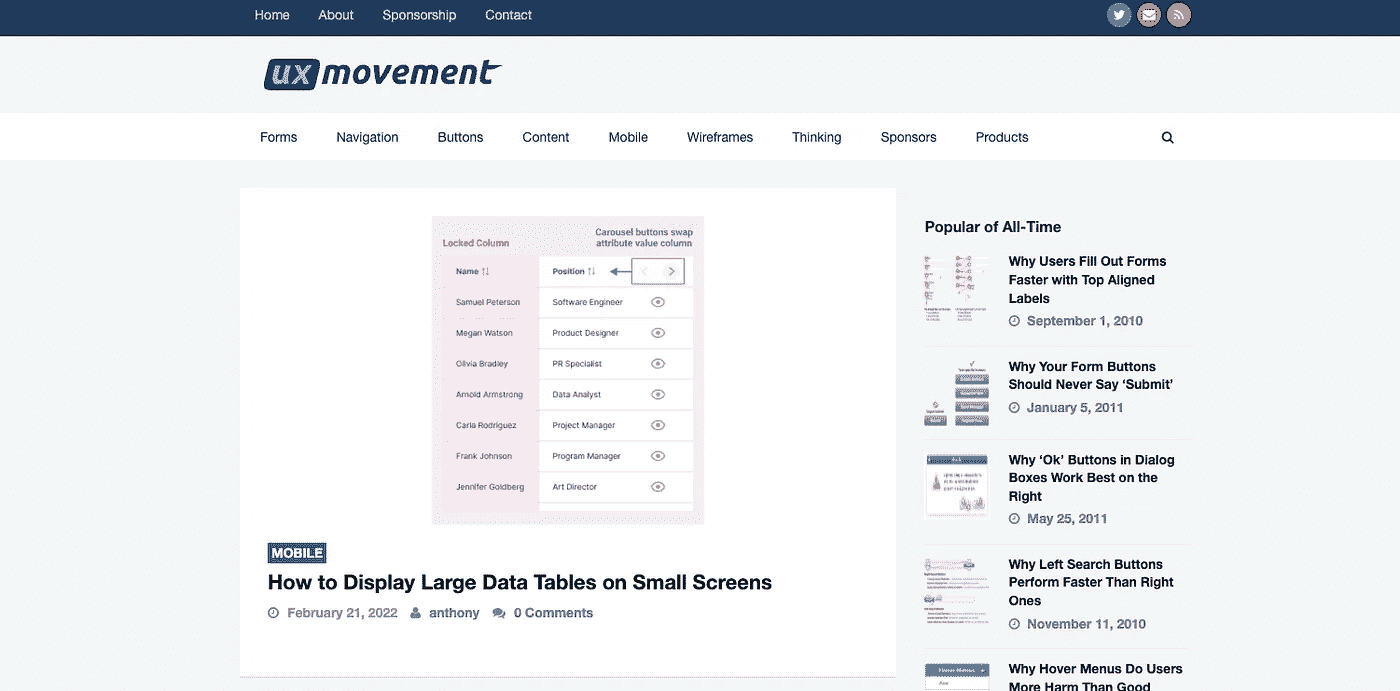 Home About Sponsorship Contact
ux movement
Forms Navigation Buttons Content Mobile Wireframes Thinking Sponsors Products
Locked Column
Carousel buttons swap
attribute value column
Name Position
Samuel Peterson Software Engineer
Megan Watson Product Designer
Olivia Bradley PR Specialist
Arnold Armstrong Data Analyst
Carla Rodriguez Project Manager
Frank Johnson Program Manager
Jennifer Goldberg Art Director
MOBILE
How to Display Large Data Tables on Small Screens
February 21, 2022 anthony 0 Comments
Popular of All-Time
Why Users Fill Out Forms
Faster with Top Aligned
Labels
September 1, 2010
Why Your Form Buttons
Should Never Say ‘Submit’
January 5, 2011
Why ‘Ok’ Buttons in Dialog
Boxes Work Best on the
Right
May 25, 2011
Why Left Search Buttons
Perform Faster Than Right
Ones
November 11, 2010
Why Hover Menus Do Users
More Harm Than Good